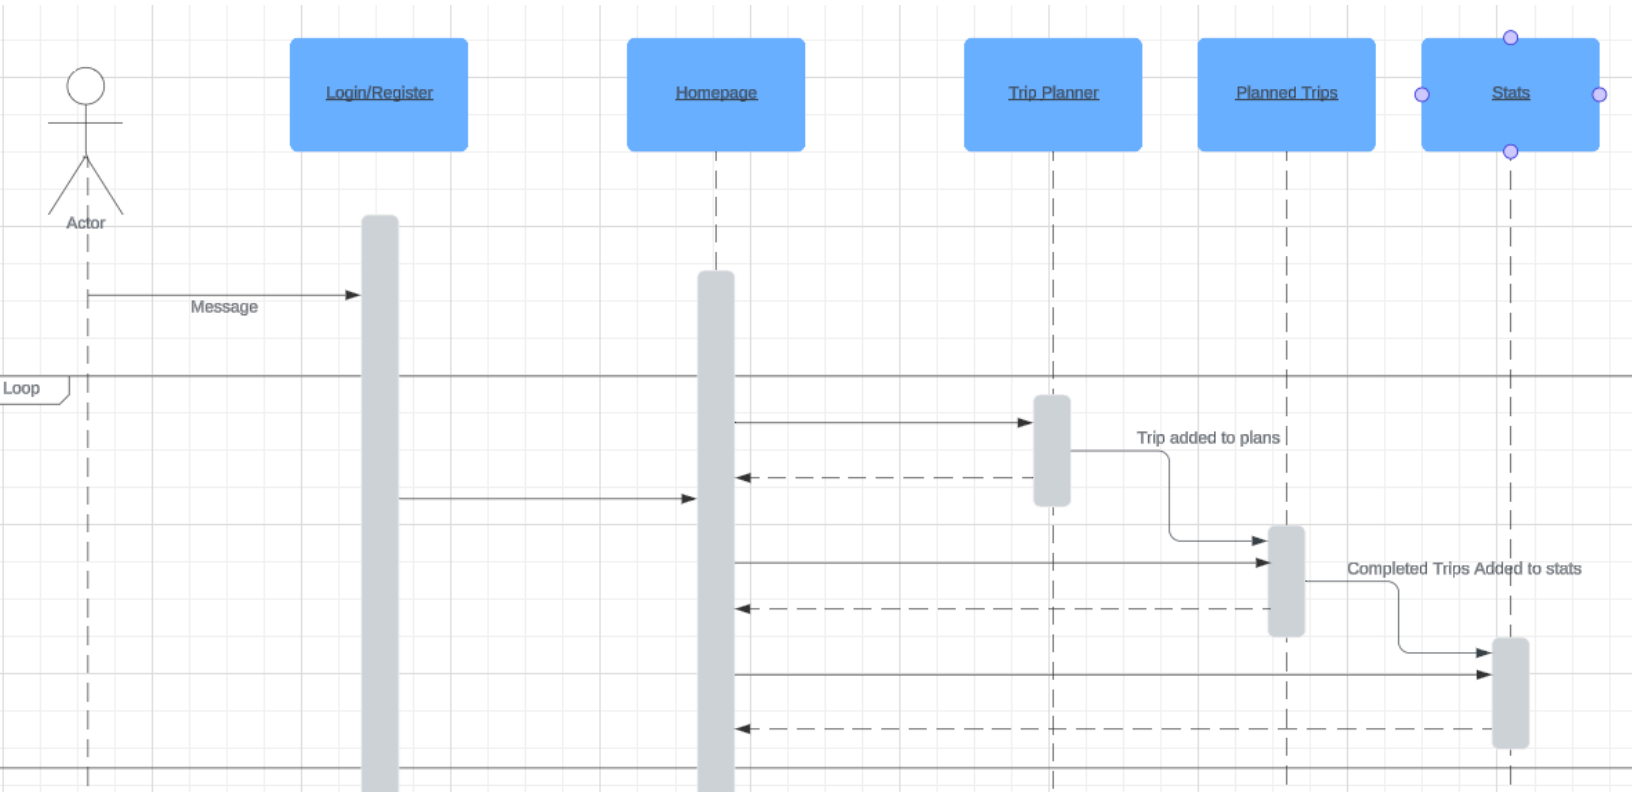 Login/Register
Homepage
Trip Planner
Planned Trips
Stats
Actor
Message
Loop
Trip added to plans
Completed Trips Added to stats